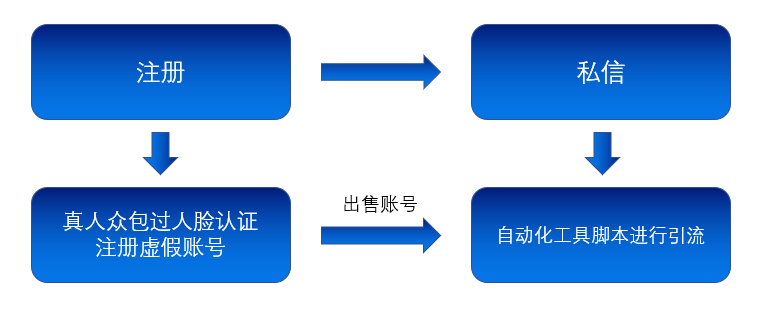 注册
私信
真人众包过人脸认证
注册虚假账号
出售账号
自动化工具脚本进行引流